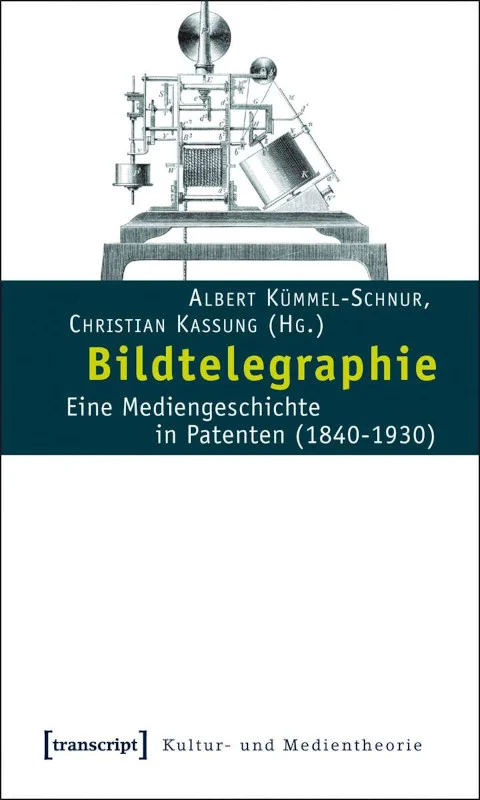 Albert Kümmel-Schnur,
Christian Kassung (Hg.)
Bildtelegraphie
Eine Mediengeschichte
in Patenten (1840-1930)
[transcript] Kultur- und Medientheorie